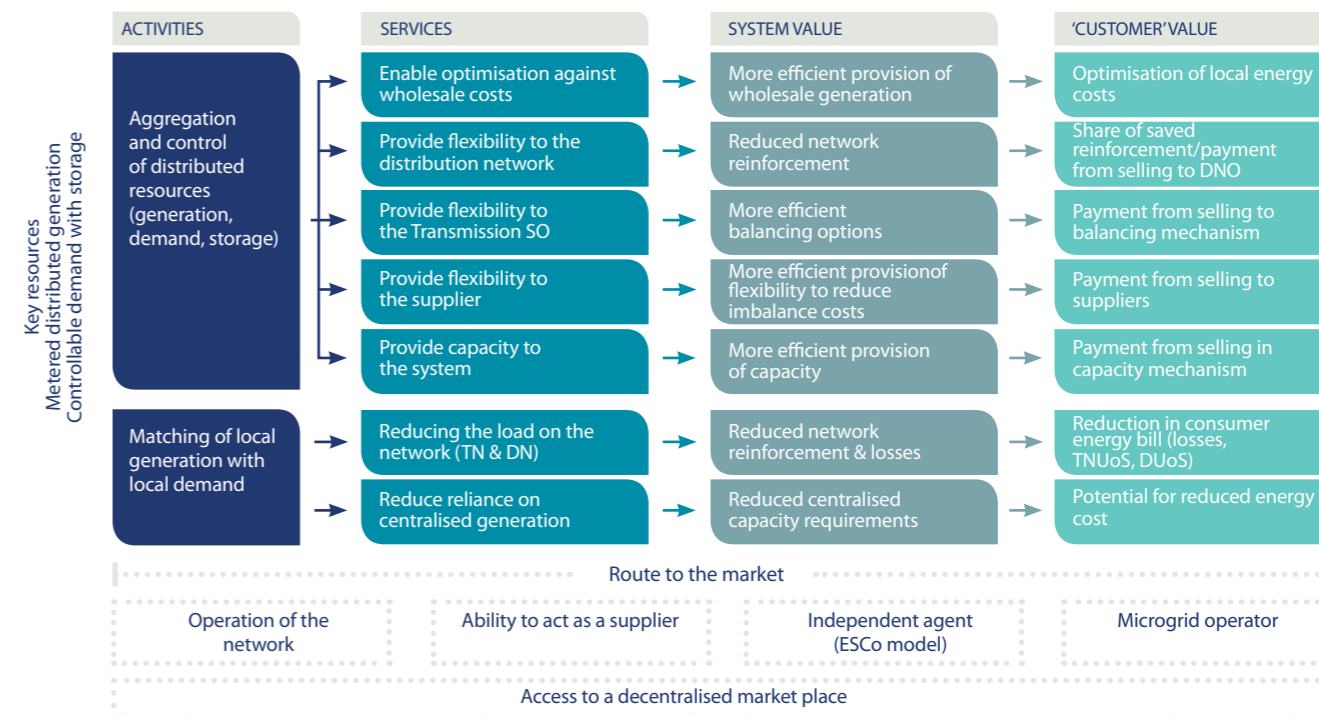 ACTIVITIES
SERVICES
SYSTEM VALUE
‘CUSTOMER’ VALUE
Key resources
Metered distributed generation
Controllable demand with storage
Aggregation
and control
of distributed
resources
(generation,
demand, storage)
Enable optimisation against
wholesale costs
More efficient provision of
wholesale generation
Optimisation of local energy
costs
Provide flexibility to the
distribution network
Reduced network
reinforcement
Share of saved
reinforcement/payment
from selling to DNO
Provide flexibility to
the Transmission SO
More efficient
balancing options
Payment from selling to
balancing mechanism
Provide flexibility to
the supplier
More efficient provisionof
flexibility to reduce
imbalance costs
Payment from selling to
suppliers
Provide capacity to
the system
More efficient provision
of capacity
Payment from selling in
capacity mechanism
Matching of local
generation with
local demand
Reducing the load on the
network (TN & DN)
Reduced network
reinforcement & losses
Reduction in consumer
energy bill (losses,
TNUoS, DUoS)
Reduce reliance on
centralised generation
Reduced centralised
capacity requirements
Potential for reduced energy
cost
Route to the market
Operation of the
network
Ability to act as a supplier
Independent agent
(ESCo model)
Microgrid operator
Access to a decentralised market place